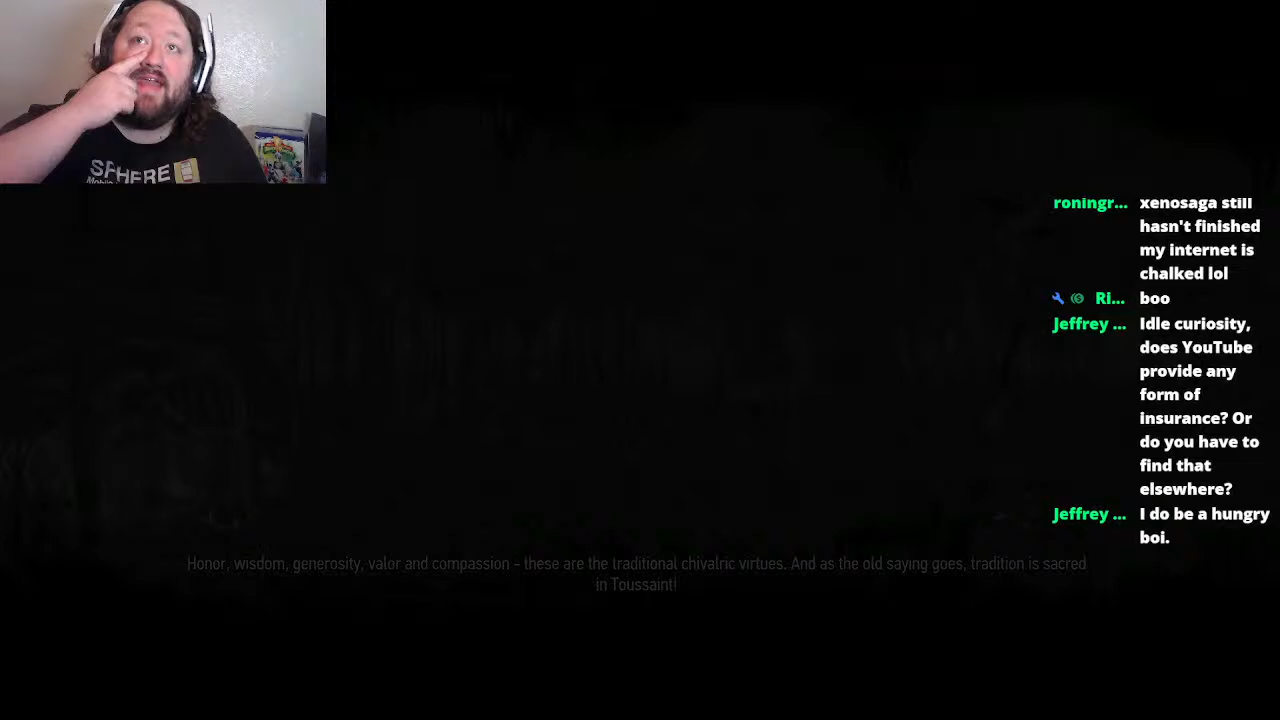 SPHERE
roningr... xenosaga still
hasn't finished
my internet is
chalked lol
Ri... boo
Jeffrey ... Idle curiosity,
does YouTube
provide any
form of
insurance? Or
do you have to
find that
elsewhere?
Jeffrey ... I do be a hungry
boi.
Honor, wisdom, generosity, valor and compassion - these are the traditional chivalric virtues. And as the old saying goes, tradition is sacred
in Toussaint!